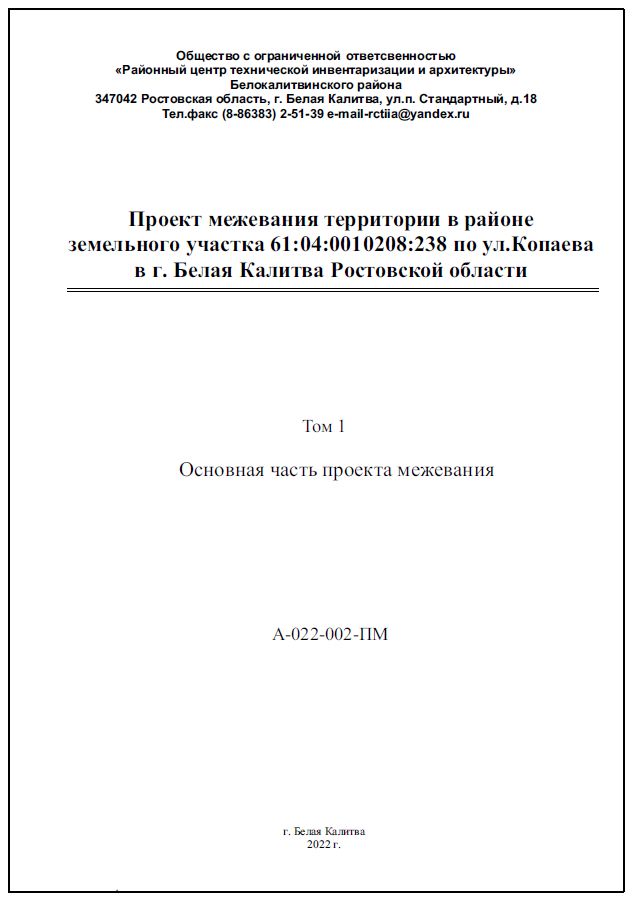 Общество с ограниченной ответсвенностью
«Районный центр технической инвентаризации и архитектуры»
Белокалитвинского района
347042 Ростовская область, г. Белая Калитва, ул.п. Стандартный, д.18
Тел.факс (8-86383) 2-51-39 e-mail-rctiia@yandex.ru
Проект межевания территории в районе
земельного участка 61:04:0010208:238 по ул.Копаева
в г. Белая Калитва Ростовской области
Том 1
Основная часть проекта межевания
А-022-002-ПМ
г. Белая Калитва
2022 г.